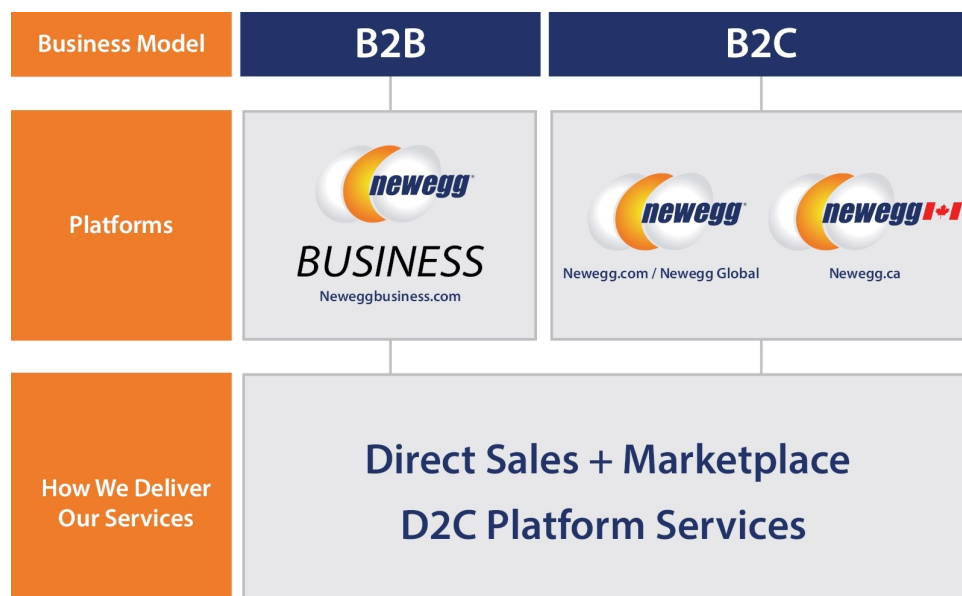 Business Model
B2B
B2C
Platforms
newegg
BUSINESS
Neweggbusiness.com
newegg
Newegg.com / Newegg Global
newegg
Newegg.ca
How We Deliver
Our Services
Direct Sales + Marketplace
D2C Platform Services